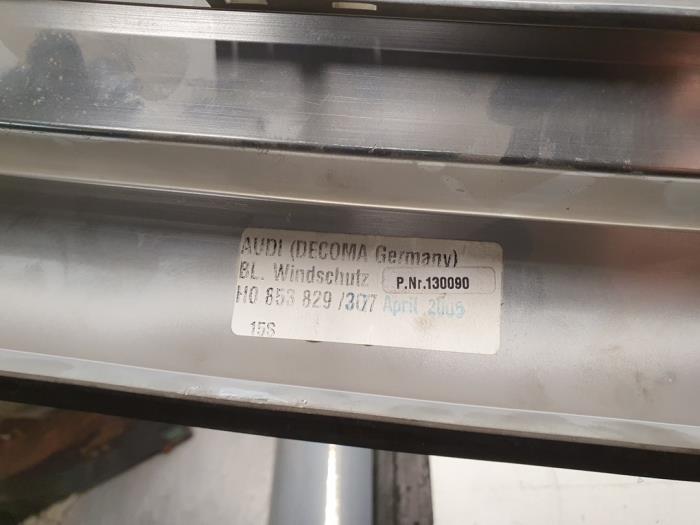 AUDI (DECOMA Germany)
BL. Windschutz P.Nr.130090
H0 853 829 /307 April 2005
15S